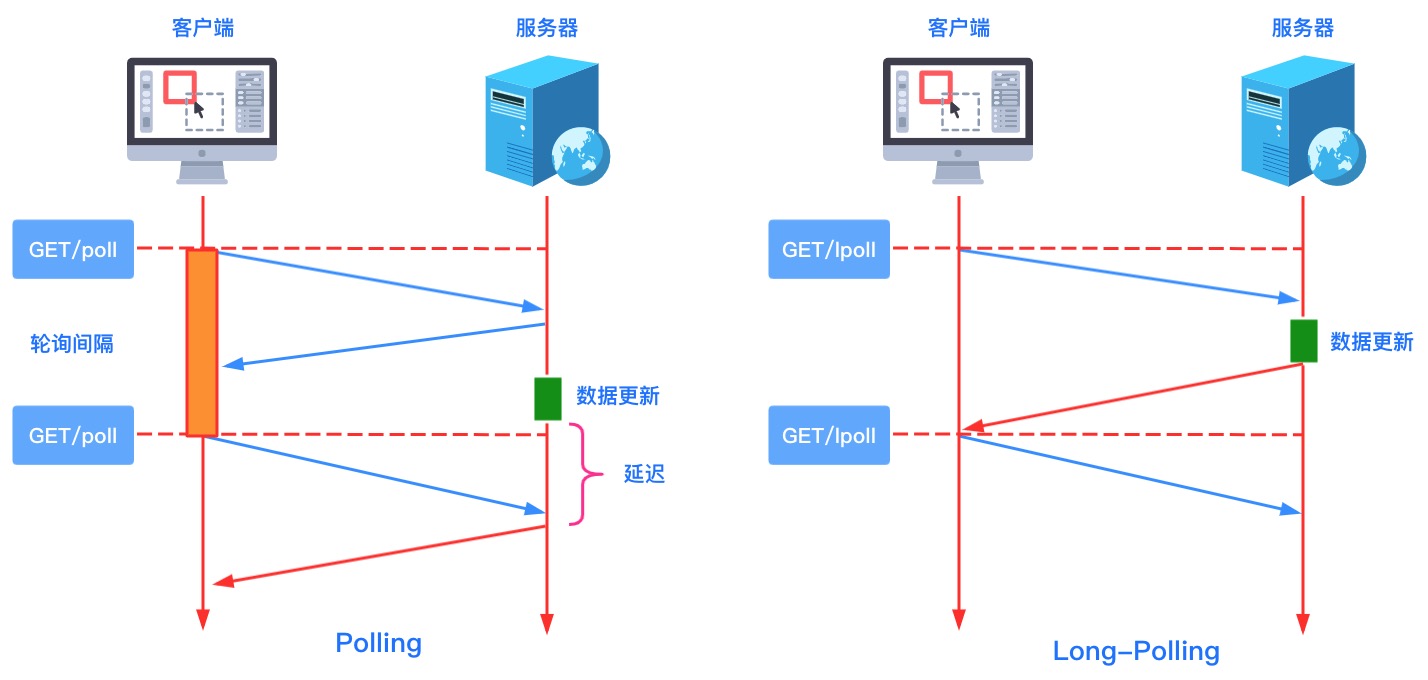 客户端
服务器
GET/poll
轮询间隔
数据更新
GET/poll
延迟
Polling
客户端
服务器
GET/lpoll
数据更新
GET/lpoll
Long-Polling